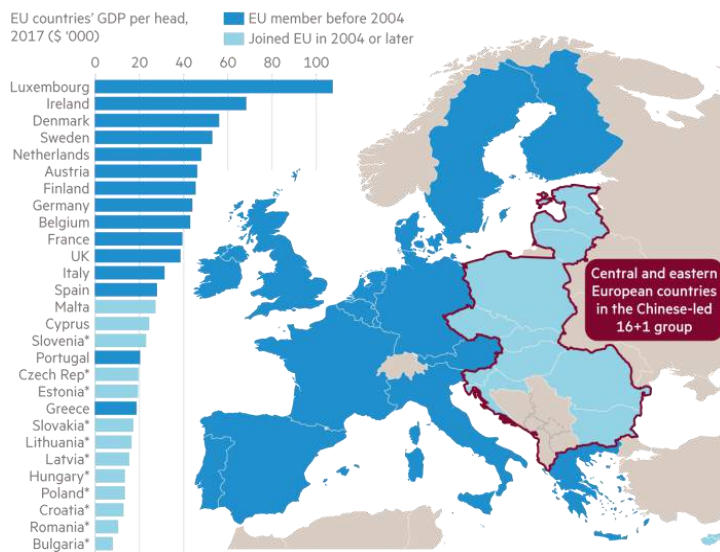 EU countries' GDP per head,
2017 ($ '000)
EU member before 2004
Joined EU in 2004 or later
0 20 40 60 80 100
Luxembourg
Ireland
Denmark
Sweden
Netherlands
Austria
Finland
Germany
Belgium
France
UK
Italy
Spain
Malta
Cyprus
Slovenia*
Portugal
Czech Rep*
Estonia*
Greece
Slovakia*
Lithuania*
Latvia*
Hungary*
Poland*
Croatia*
Romania*
Bulgaria*
Central and eastern
European countries
in the Chinese-led
16+1 group